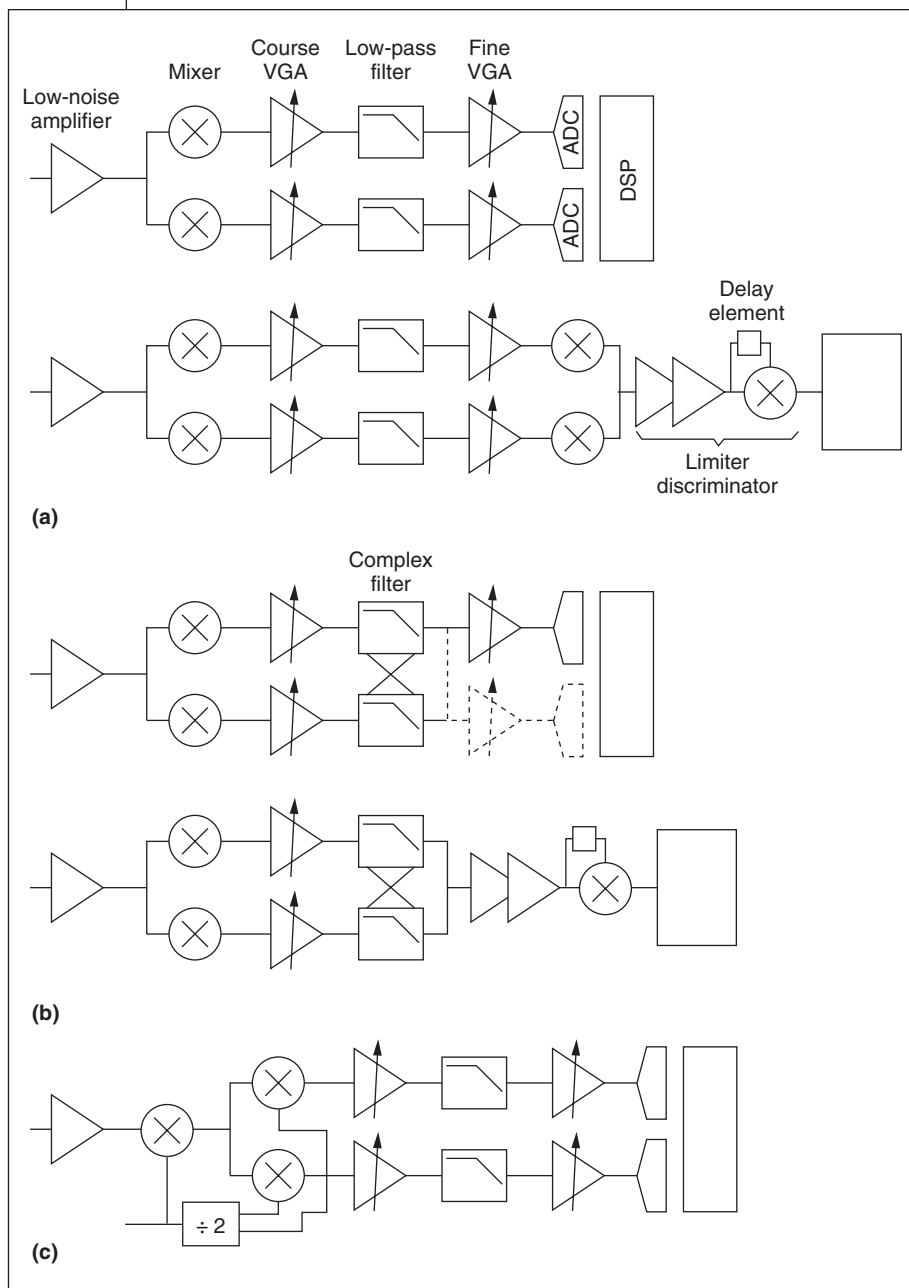 Course
VGA
Low-pass
filter
Fine
VGA
Mixer
Low-noise
amplifier
ADC
ADC
DSP
Delay
element
Limiter
discriminator
(a)
Complex
filter
(b)
÷ 2
(c)